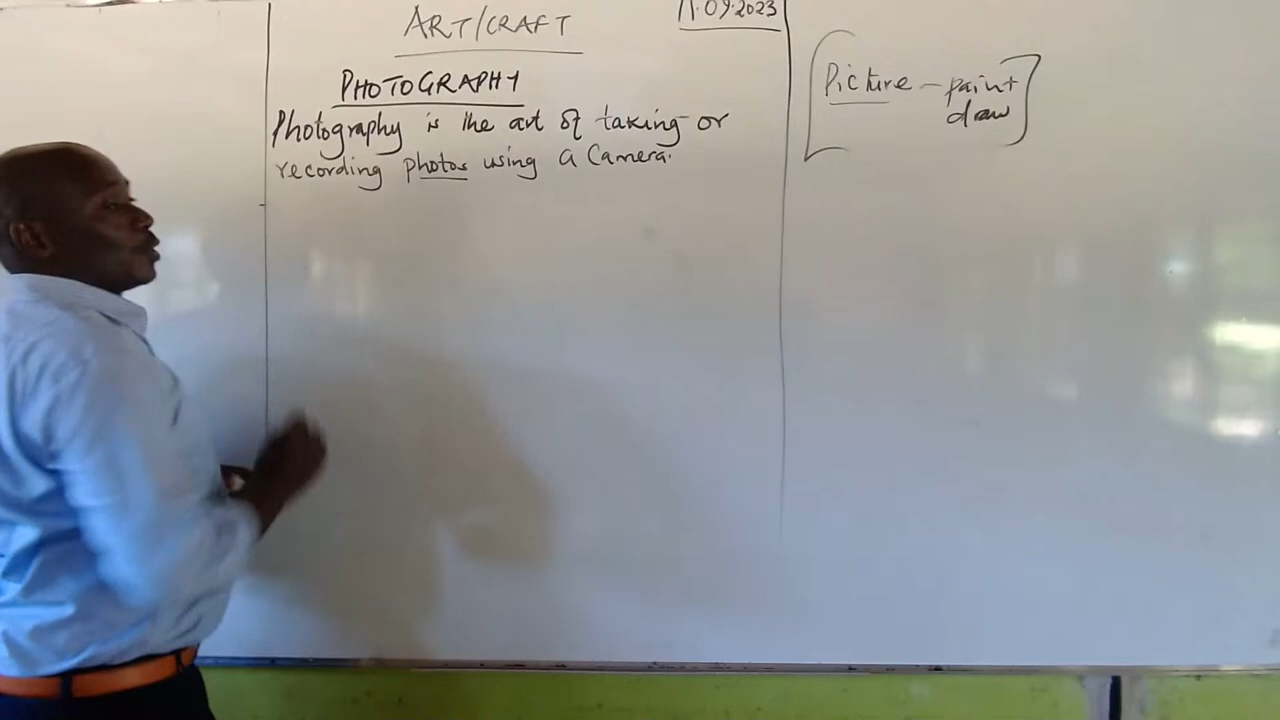 ART/CRAFT
11.09.2023
PHOTOGRAPHY
Photography is the art of taking or
recording photos using a Camera.
Picture - paint
draw